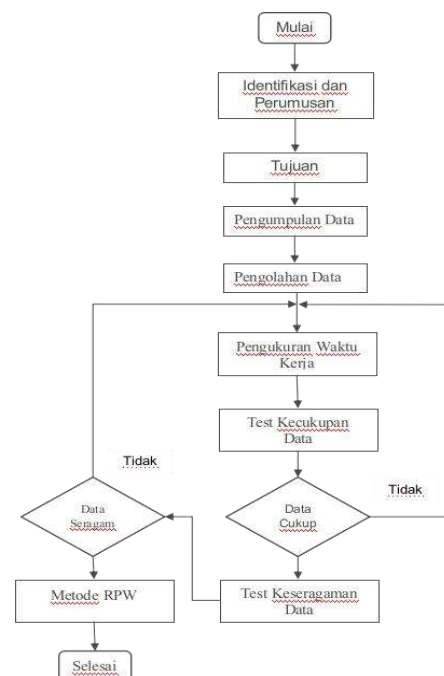 Mulai
Identifikasi dan
Perumusan
Tujuan
Pengumpulan Data
Pengolahan Data
Pengukuran Waktu
Kerja
Test Kecukupan
Data
Tidak
Tidak
Data
Seragam
Data
Cukup
Metode RPW
Test Keseragaman
Data
Selesai